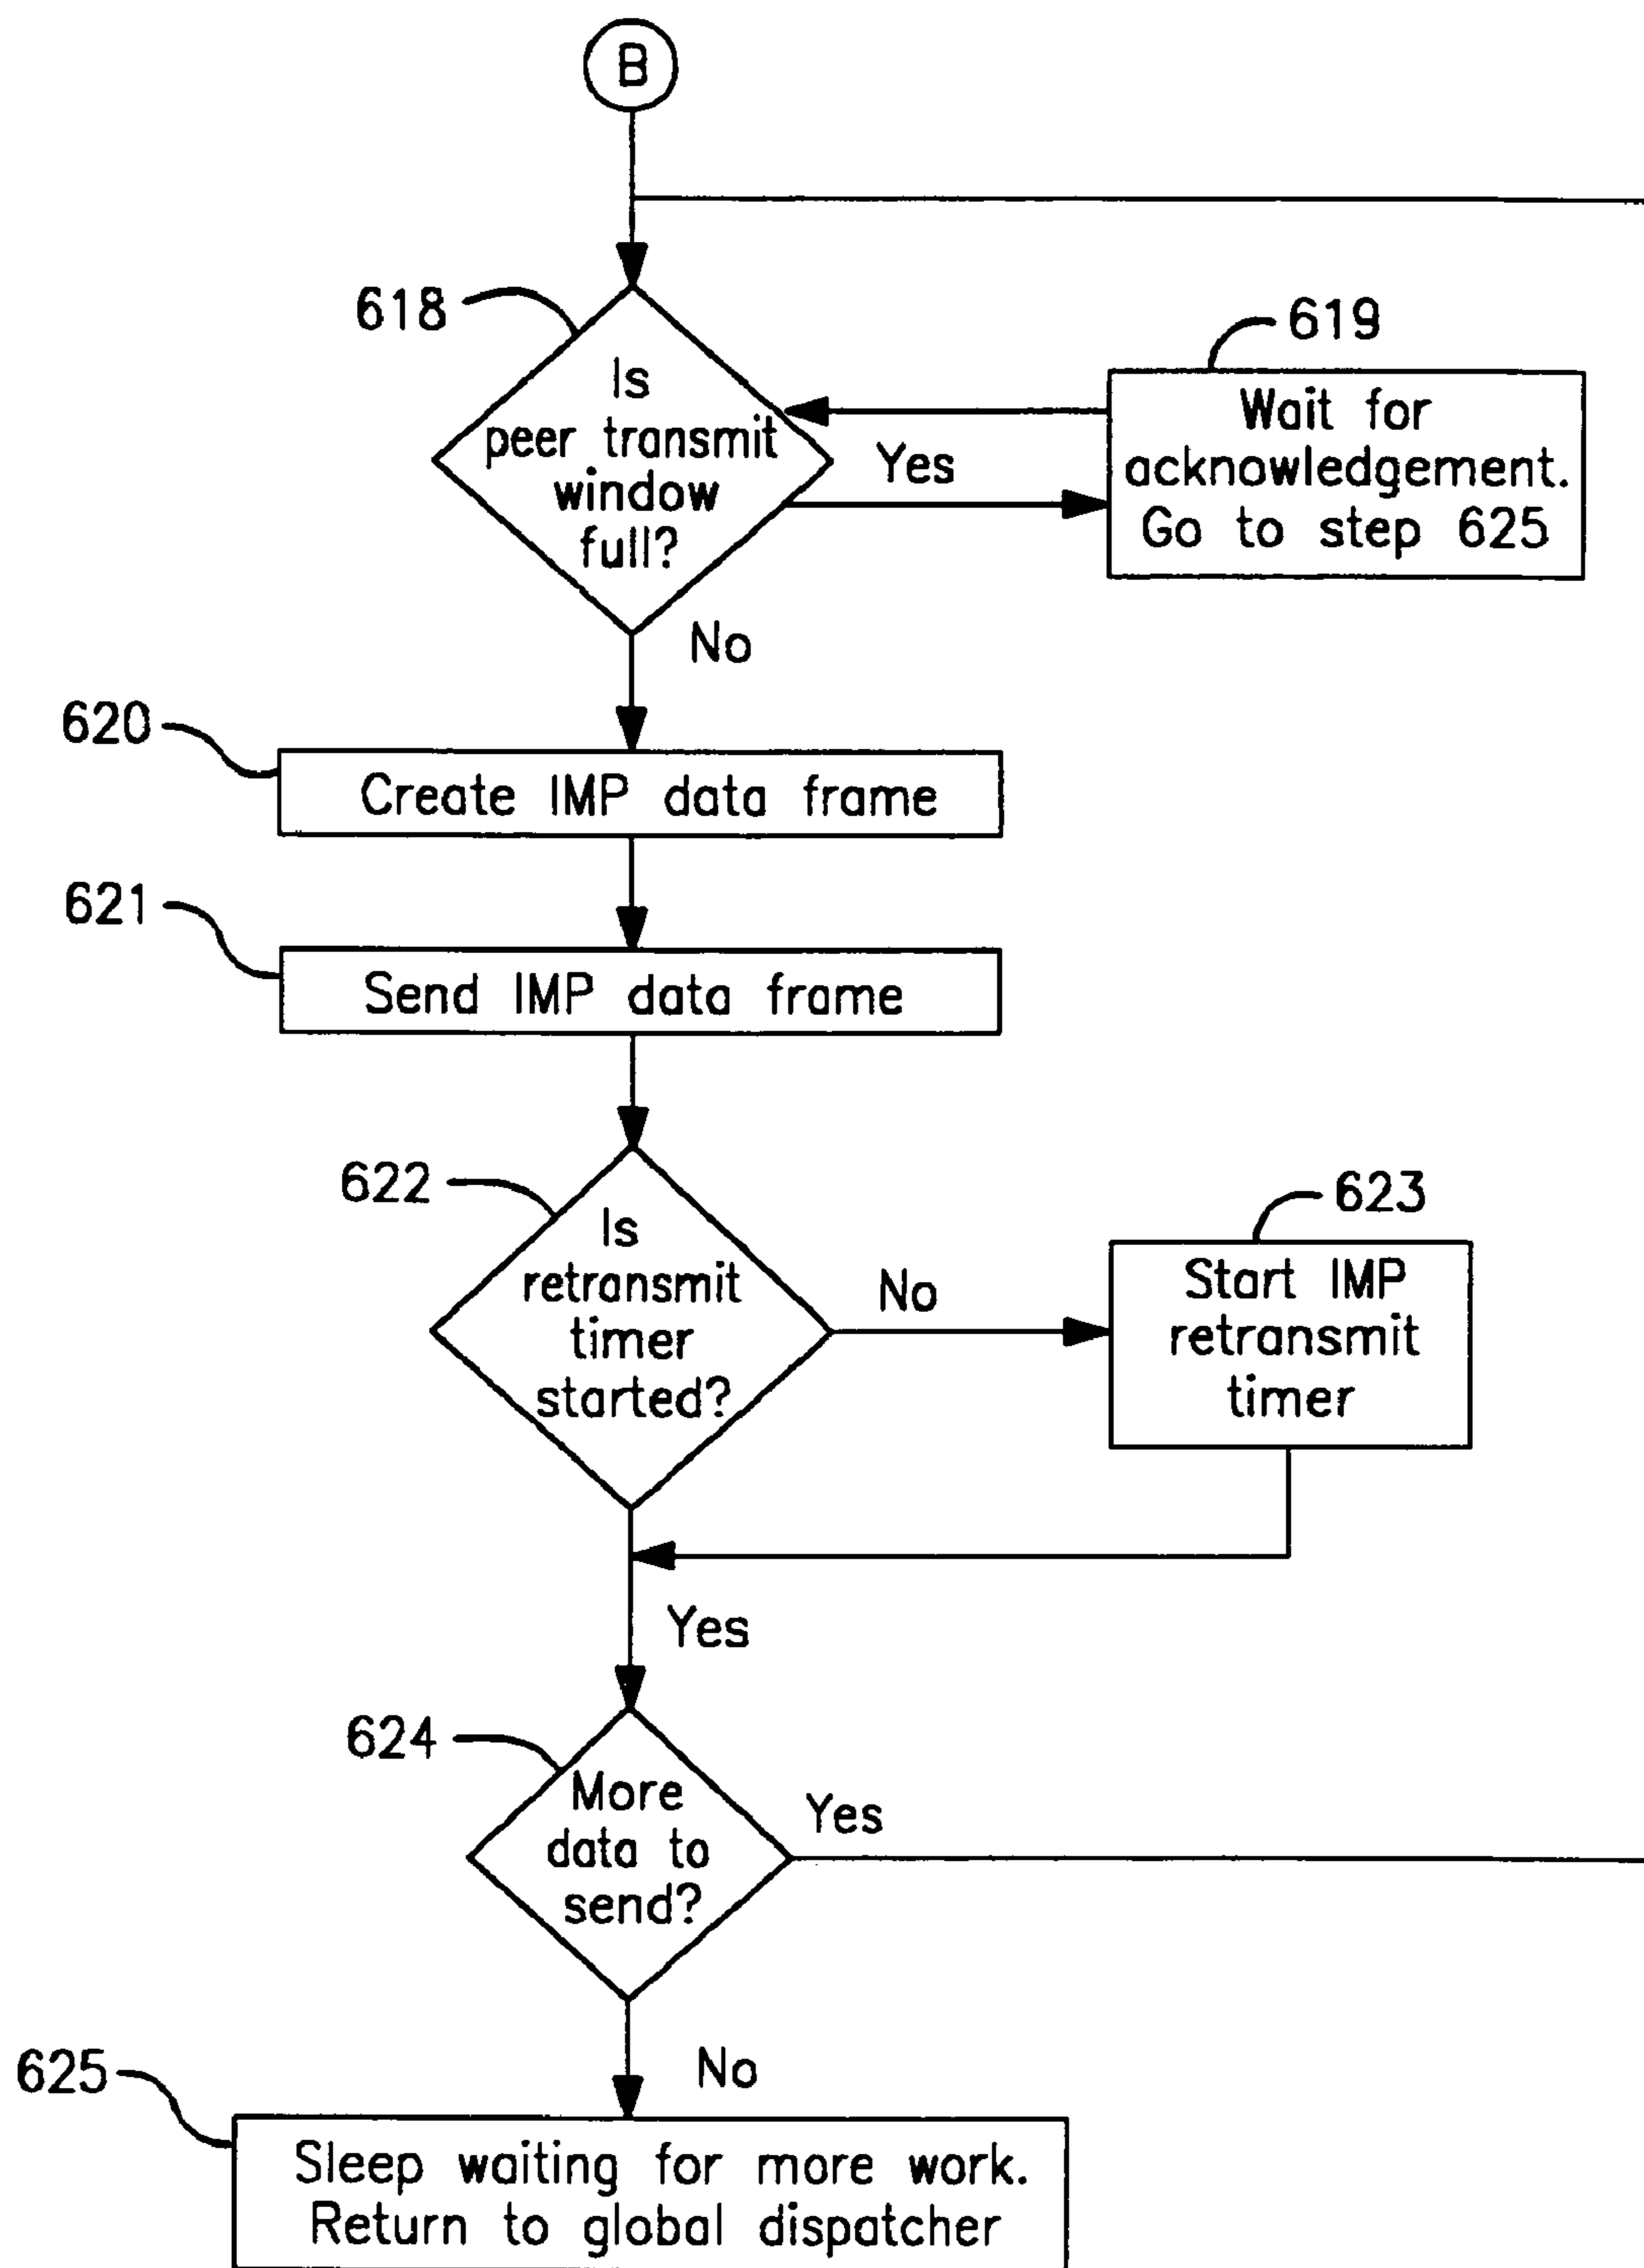 B
618
Is
peer transmit
window
full?
Yes
619
Wait for
acknowledgement.
Go to step 625
No
620
Create IMP data frame
621
Send IMP data frame
622
Is
retransmit
timer
started?
No
623
Start IMP
retransmit
timer
Yes
624
More
data to
send?
Yes
No
625
Sleep waiting for more work.
Return to global dispatcher